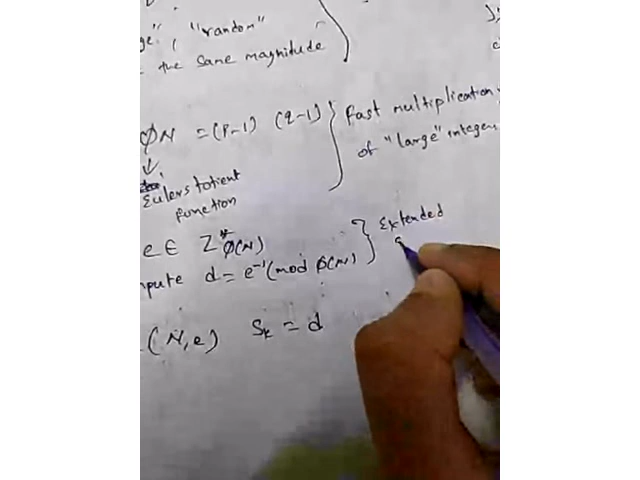 ge", "random"
the same magnitude
φN = (P-1) (q-1)
Fast multiplication
of "large" integer
Eulers totient
function
e ∈ Z*φ(N)
Extended
pute d = e⁻¹ (mod φ(N))
(N, e) Sk = d